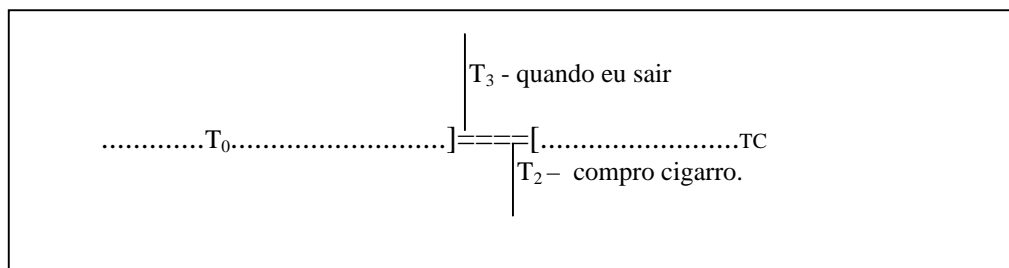 T₃ - quando eu sair
.............T₀...........................]====[.........................TC
T₂ – compro cigarro.